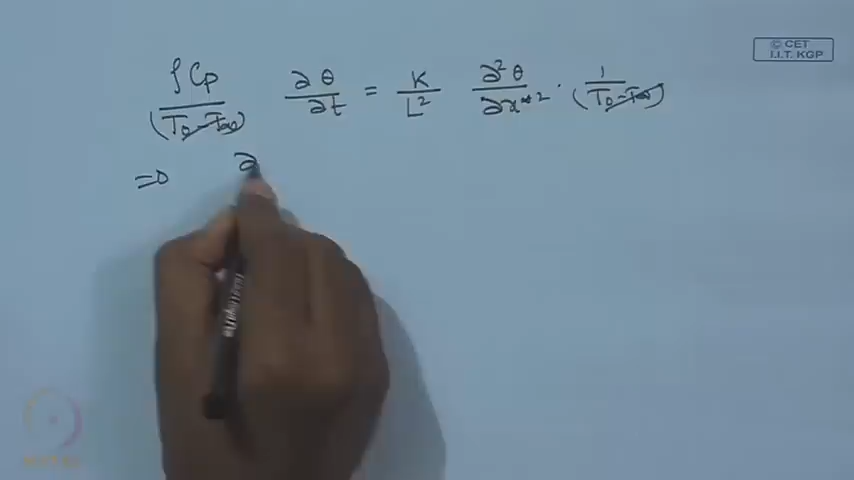 © CET
I.I.T. KGP
ρCp/(T₀-T∞) ∂θ/∂t = K/L² ∂²θ/∂x*² · 1/(T₀-T∞)
⇒ ∂